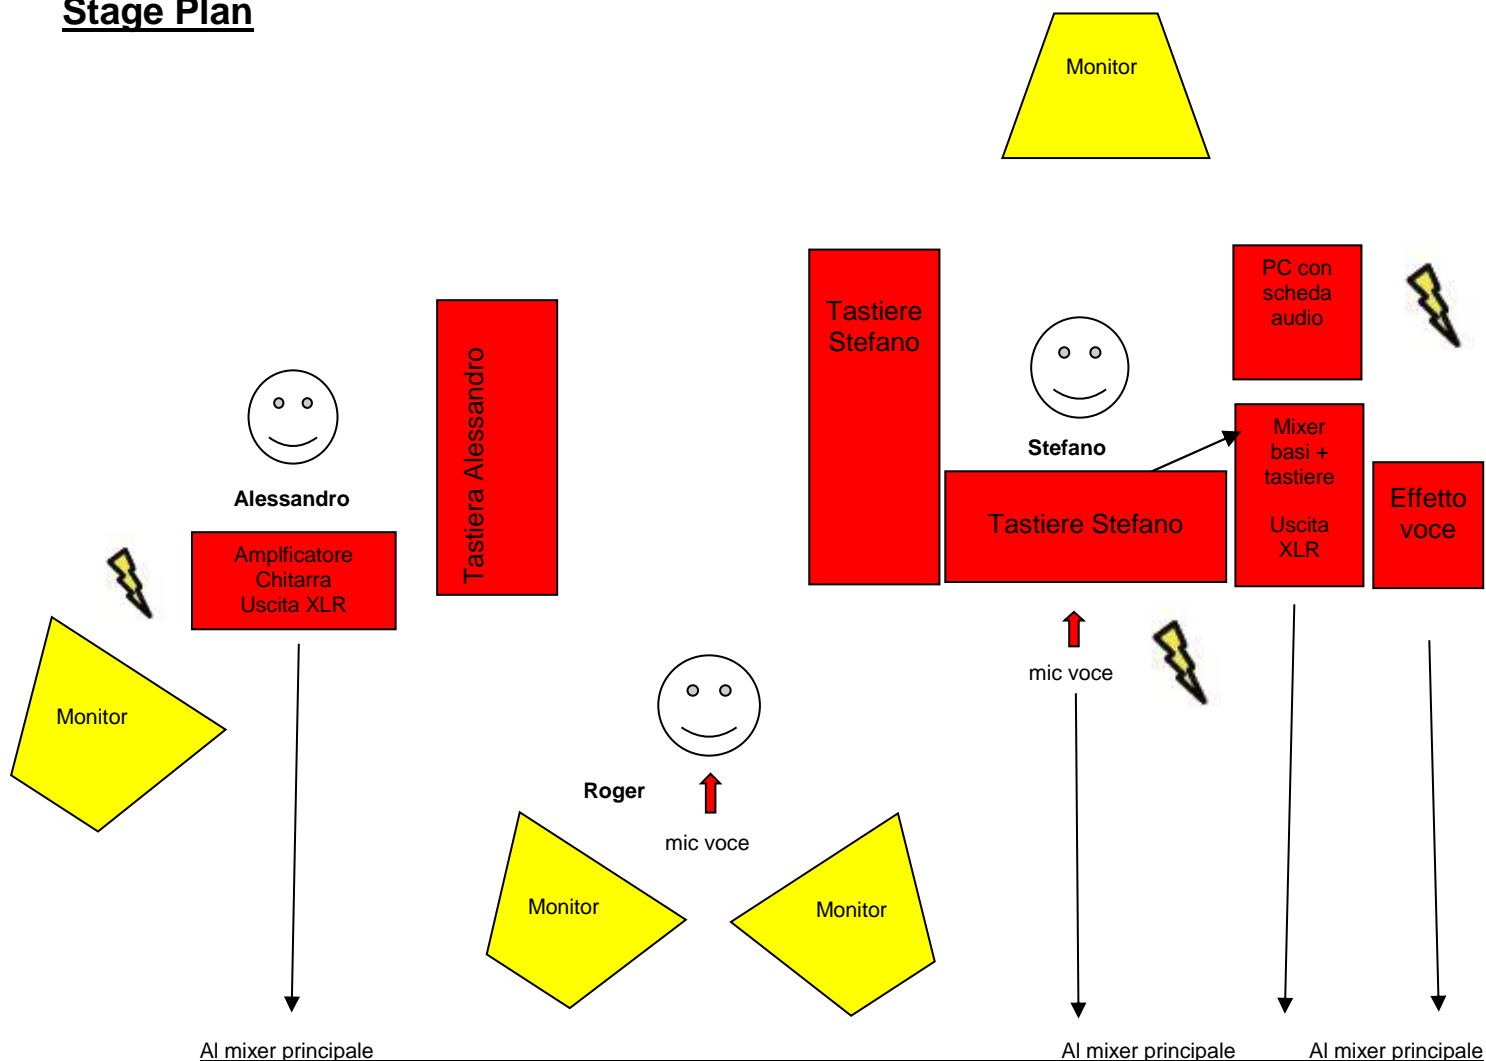 Stage Plan
Monitor
PC con
scheda
audio
Tastiere
Stefano
Tastiera Alessandro
Stefano
Mixer
basi +
tastiere
Uscita
XLR
Effetto
voce
Alessandro
Tastiere Stefano
Amplficatore
Chitarra
Uscita XLR
mic voce
Monitor
Roger
mic voce
Monitor
Monitor
Al mixer principale
Al mixer principale
Al mixer principale